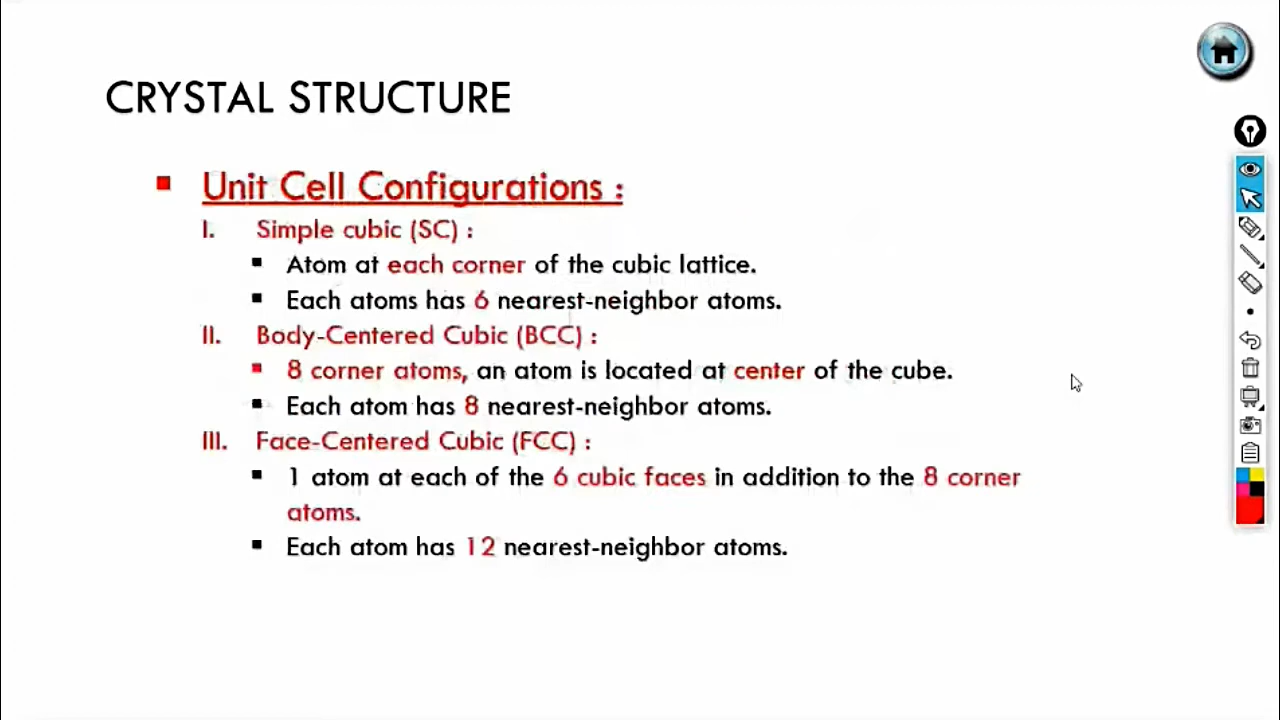 CRYSTAL STRUCTURE
▪ Unit Cell Configurations :
I. Simple cubic (SC) :
▪ Atom at each corner of the cubic lattice.
▪ Each atoms has 6 nearest-neighbor atoms.
II. Body-Centered Cubic (BCC) :
▪ 8 corner atoms, an atom is located at center of the cube.
▪ Each atom has 8 nearest-neighbor atoms.
III. Face-Centered Cubic (FCC) :
▪ 1 atom at each of the 6 cubic faces in addition to the 8 corner
atoms.
▪ Each atom has 12 nearest-neighbor atoms.